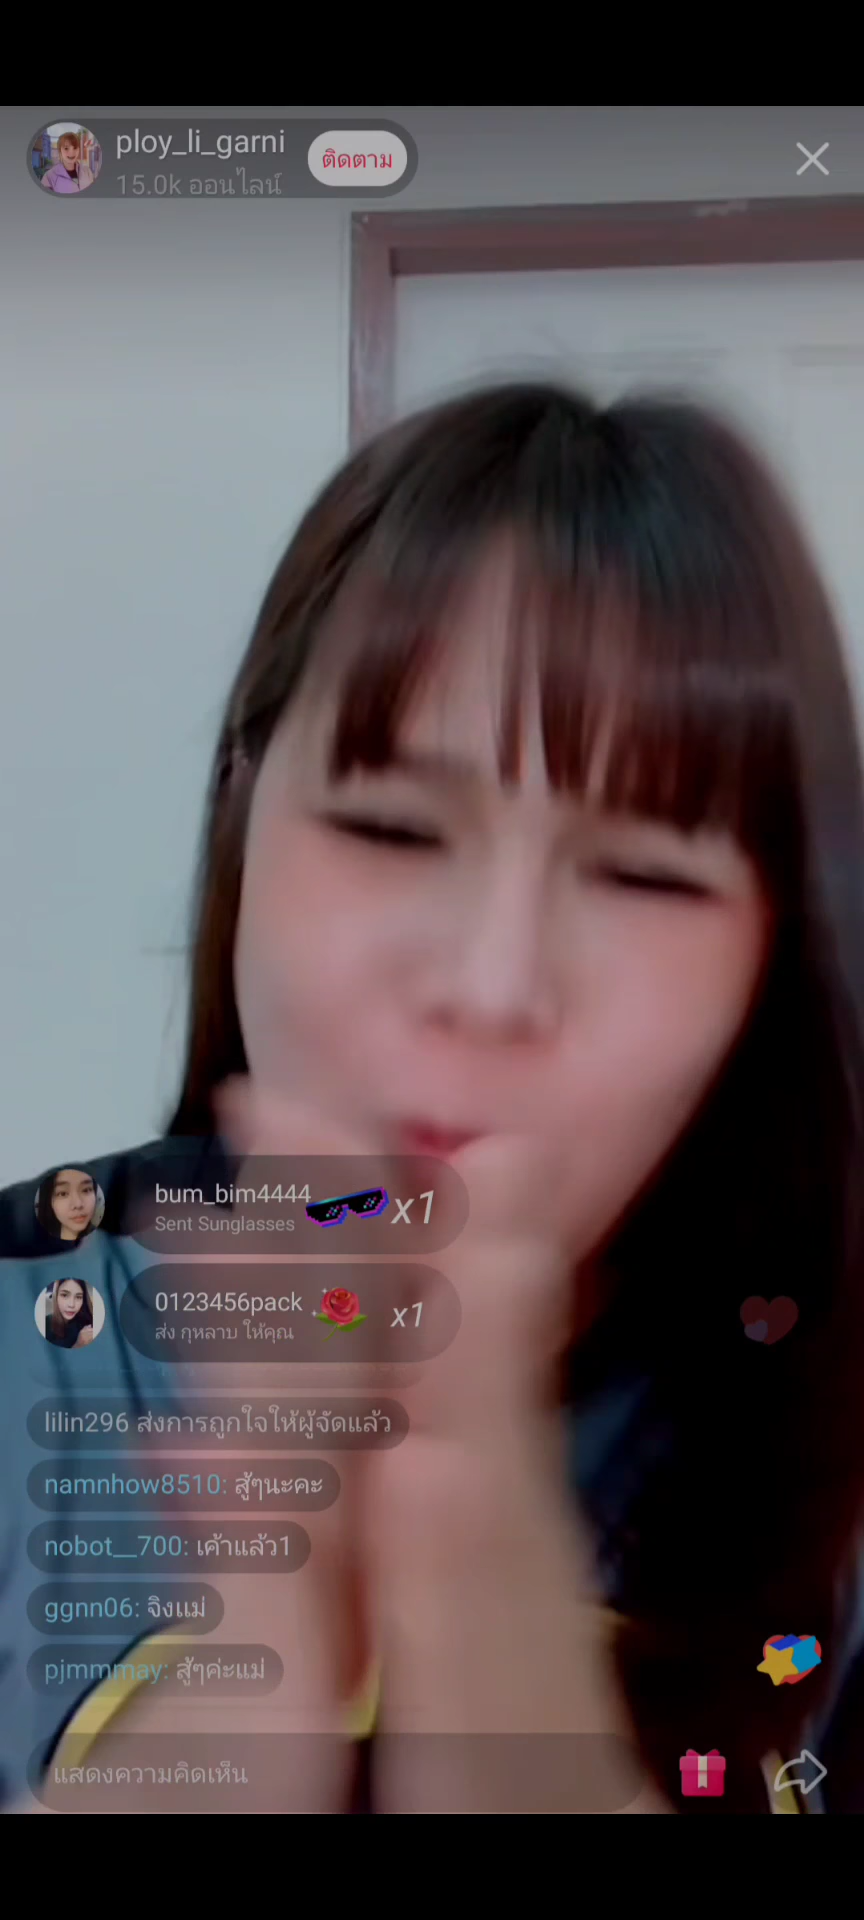 ploy_li_garni
15.0k ออนไลน์
ติดตาม
bum_bim4444
Sent Sunglasses
x1
0123456pack
ส่ง กุหลาบ ให้คุณ
x1
lilin296 ส่งการถูกใจให้ผู้จัดแล้ว
namnhow8510: สู้ๆนะคะ
nobot__700: เค้าแล้ว1
ggnn06: จิงแม่
pjmmmay: สู้ๆค่ะแม่
แสดงความคิดเห็น